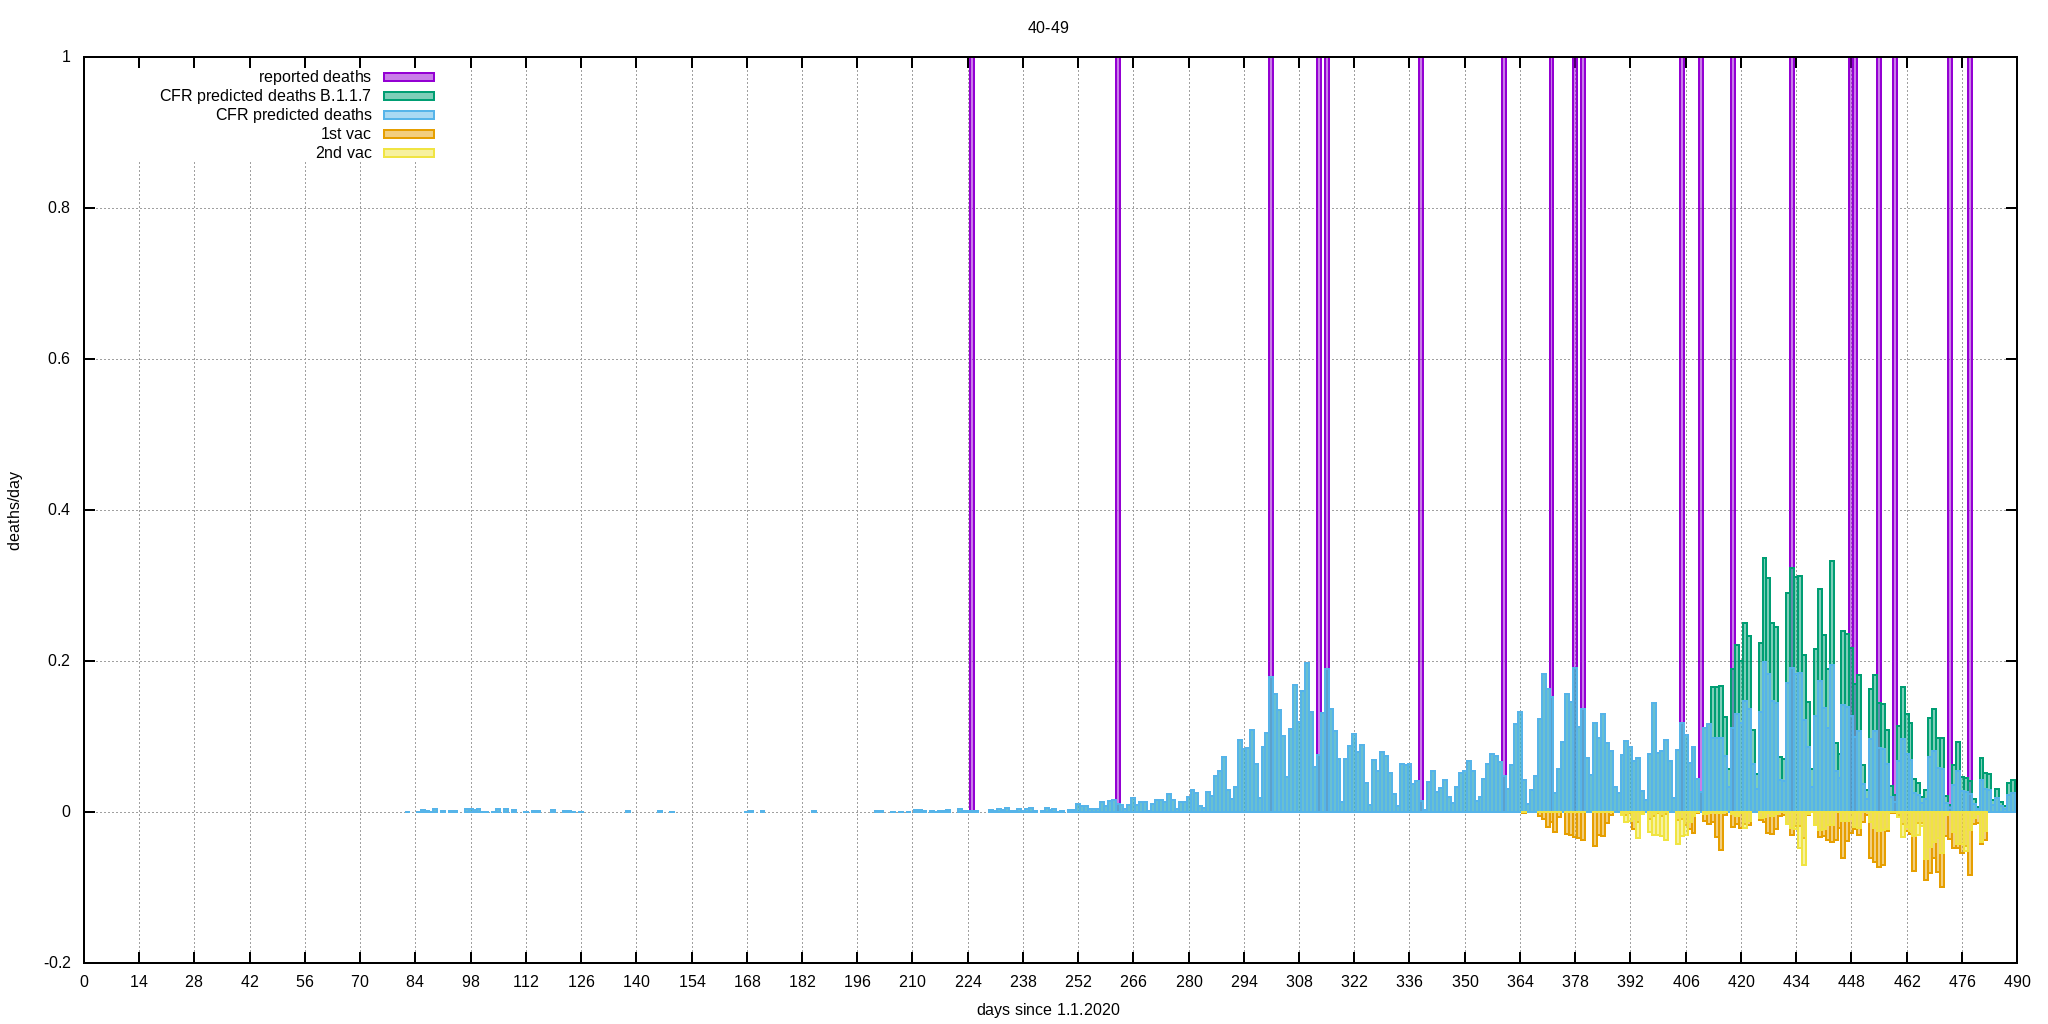 40-49
reported deaths
CFR predicted deaths B.1.1.7
CFR predicted deaths
1st vac
2nd vac
deaths/day
1
0.8
0.6
0.4
0.2
0
-0.2
0 14 28 42 56 70 84 98 112 126 140 154 168 182 196 210 224 238 252 266 280 294 308 322 336 350 364 378 392 406 420 434 448 462 476 490
days since 1.1.2020